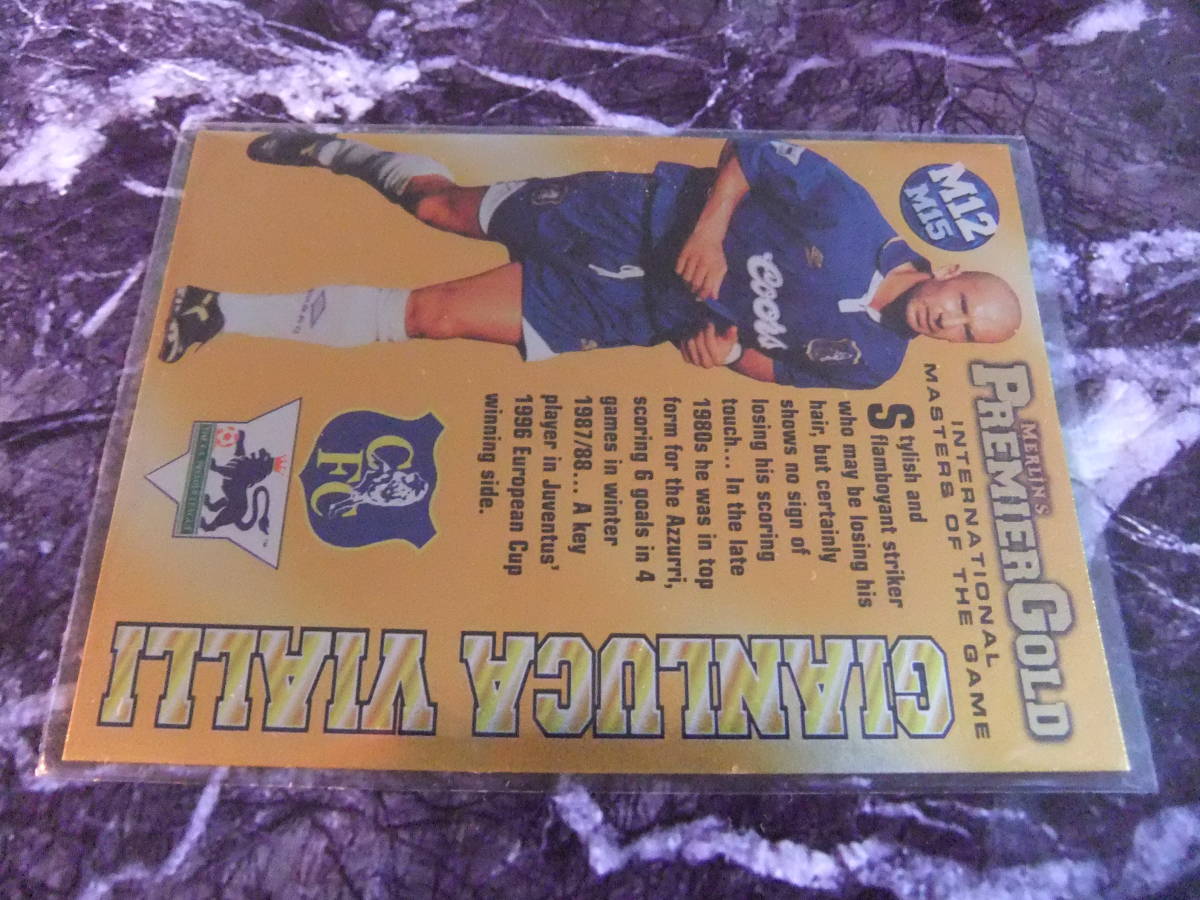 M12
M15
MERLIN'S
PREMIER GOLD
INTERNATIONAL
MASTERS OF THE GAME
Stylish and
flamboyant striker
who may be losing his
hair, but certainly
shows no sign of
losing his scoring
touch... In the late
1980s he was in top
form for the Azzurri,
scoring 6 goals in 4
games in winter
1987/88... A key
player in Juventus'
1996 European Cup
winning side.
GIANLUCA VIALLI
Coors
9
UMBRO
CFC